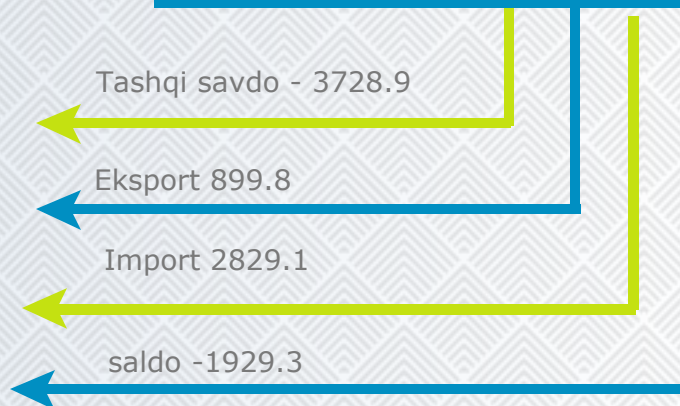 Tashqi savdo - 3728.9
Eksport 899.8
Import 2829.1
saldo -1929.3